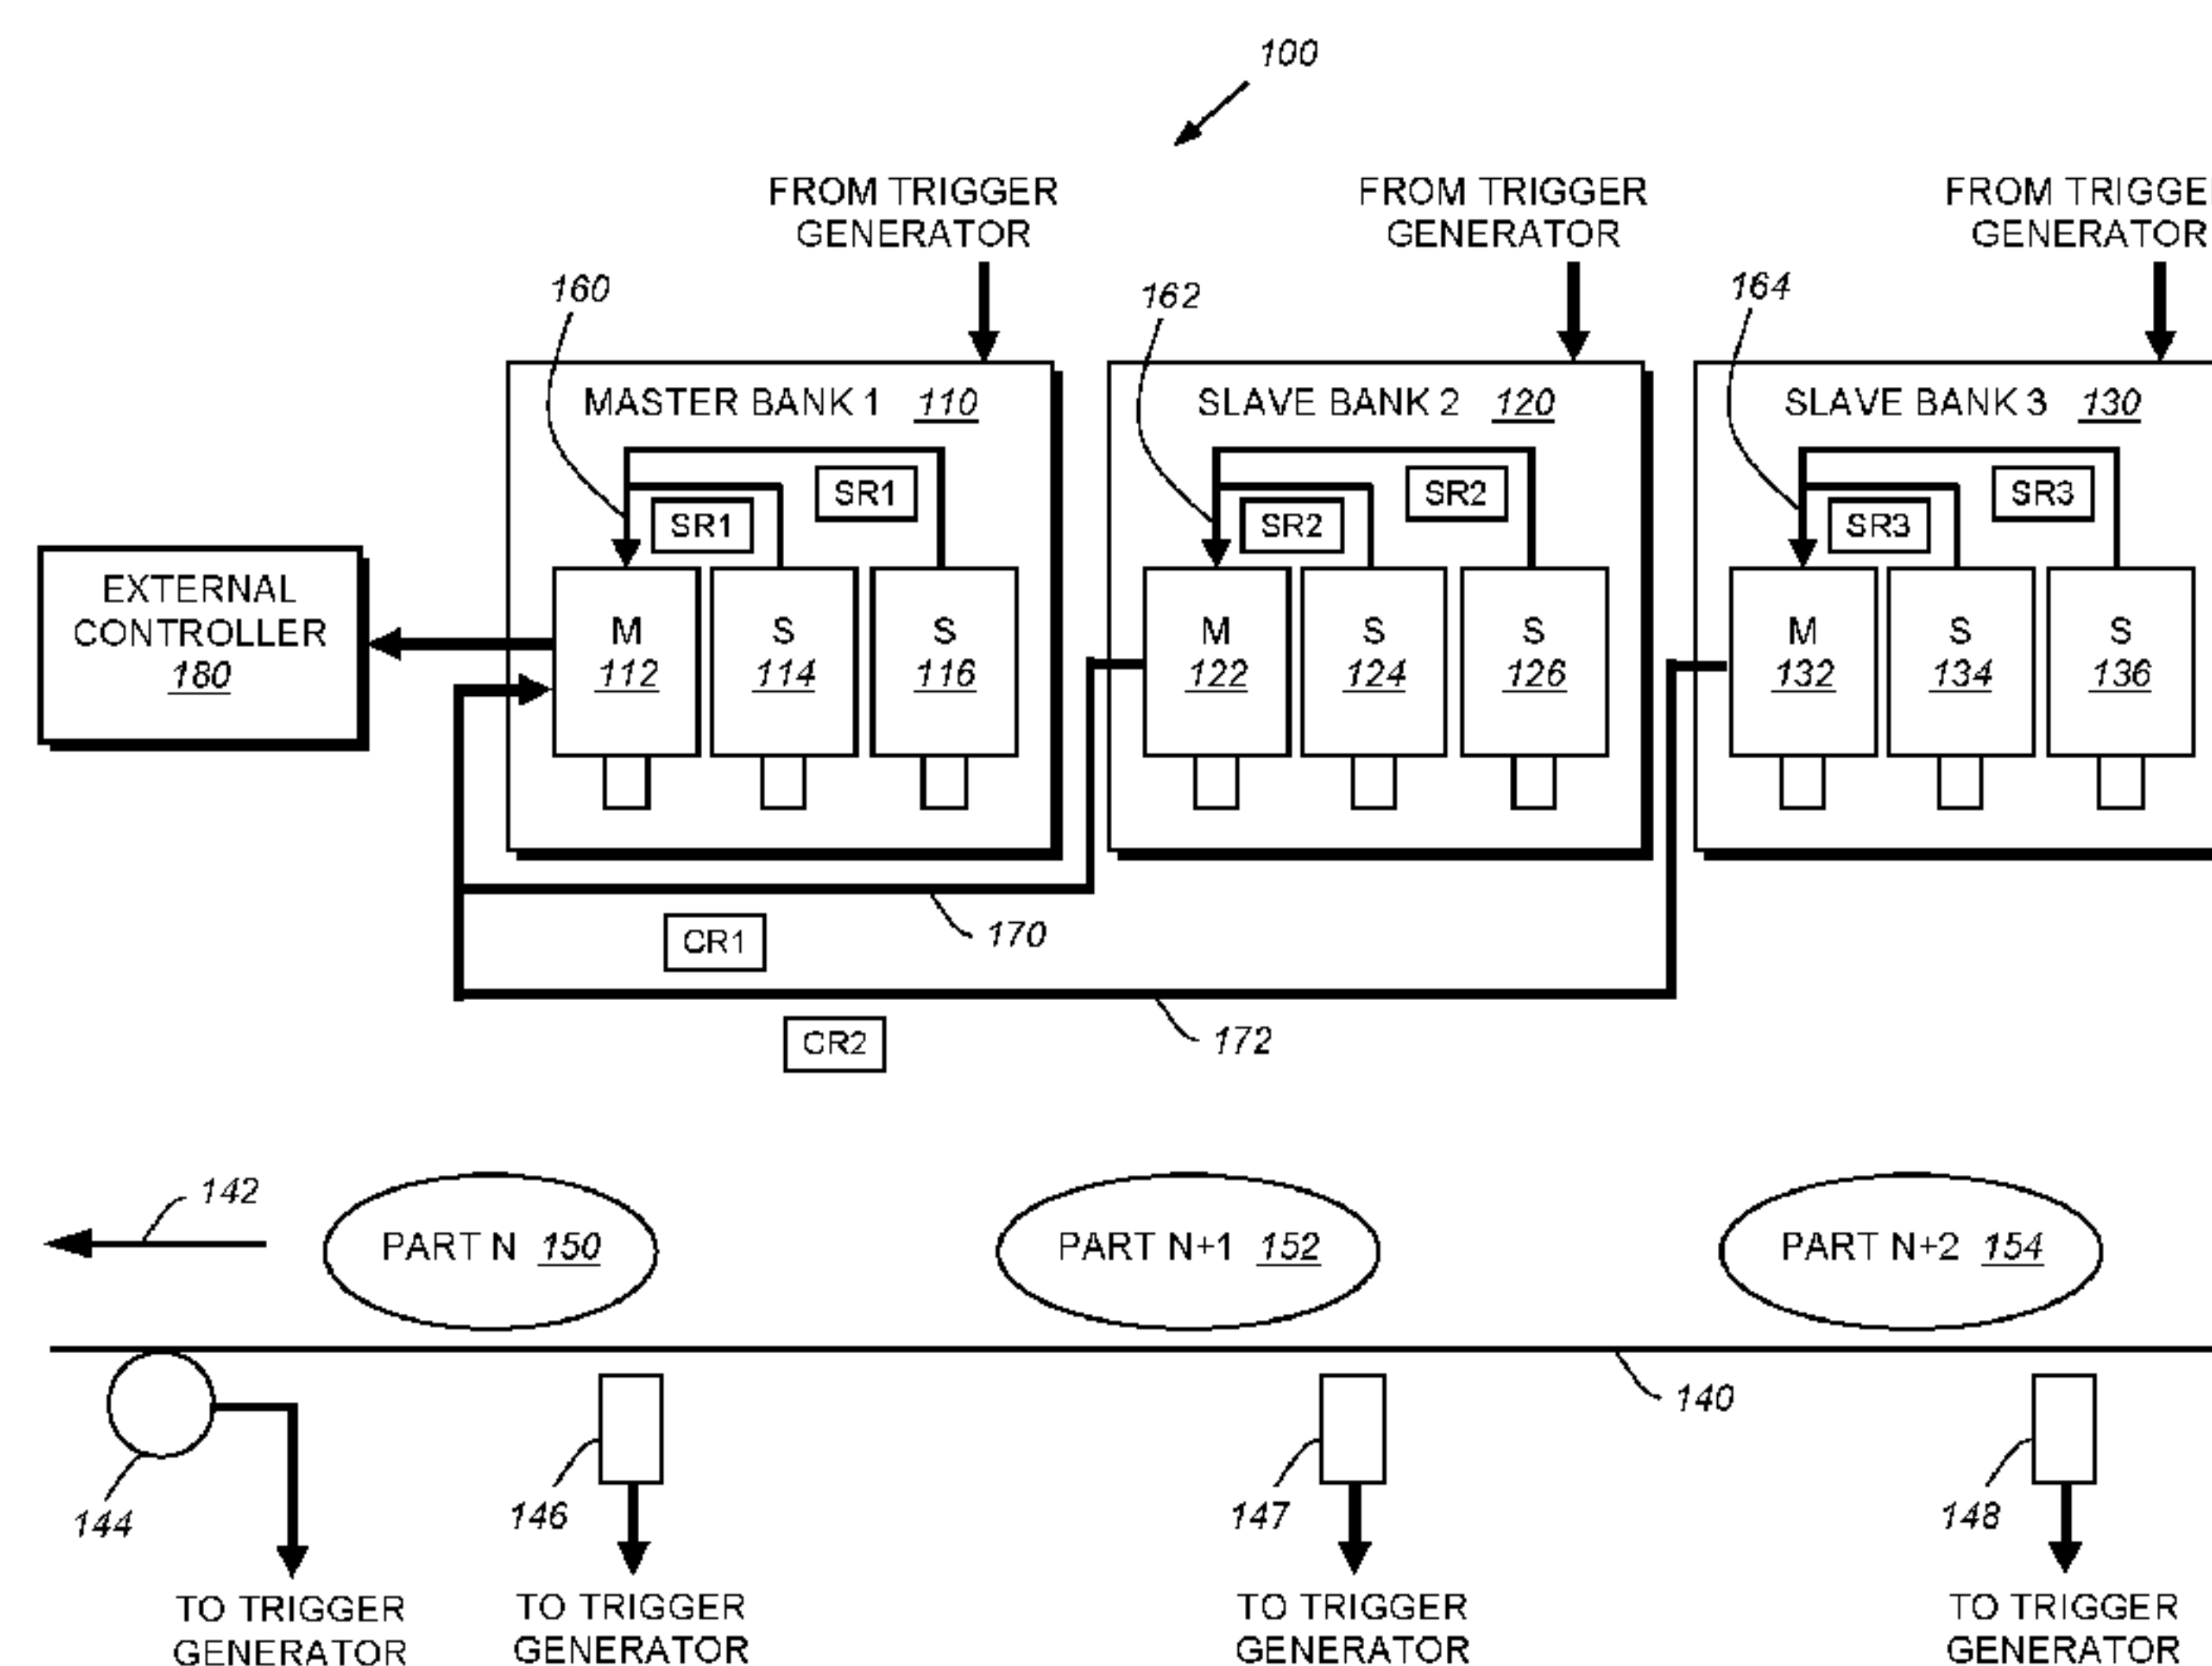 100
FROM TRIGGER
GENERATOR
FROM TRIGGER
GENERATOR
FROM TRIGGE
GENERATOR
160
162
164
MASTER BANK 1 110
SLAVE BANK 2 120
SLAVE BANK 3 130
SR1
SR1
SR2
SR2
SR3
SR3
EXTERNAL
CONTROLLER
180
M
112
S
114
S
116
M
122
S
124
S
126
M
132
S
134
S
136
170
CR1
172
CR2
142
PART N 150
PART N+1 152
PART N+2 154
140
144
146
147
148
TO TRIGGER
GENERATOR
TO TRIGGER
GENERATOR
TO TRIGGER
GENERATOR
TO TRIGGER
GENERATOR